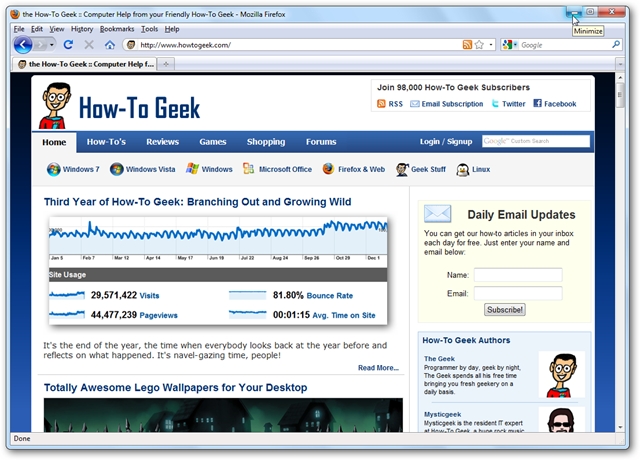 the How-To Geek :: Computer Help from your Friendly How-To Geek - Mozilla Firefox
Minimize
File Edit View History Bookmarks Tools Help
http://www.howtogeek.com/
Google
the How-To Geek :: Computer Help f...
How-To Geek
Join 98,000 How-To Geek Subscribers
RSS Email Subscription Twitter Facebook
Home How-To's Reviews Games Shopping Forums Login / Signup Google™ Custom Search
Windows 7 Windows Vista Windows Microsoft Office Firefox & Web Geek Stuff Linux
Third Year of How-To Geek: Branching Out and Growing Wild
Jan 5 Feb 7 Mar 12 Apr 14 May 17 Jun 19 Jul 22 Aug 24 Sep 26 Oct 29 Dec 1
Site Usage
29,571,422 Visits 81.80% Bounce Rate
44,477,239 Pageviews 00:01:15 Avg. Time on Site
It's the end of the year, the time when everybody looks back at the year before and
reflects on what happened. It's navel-gazing time, people!
Read More...
Totally Awesome Lego Wallpapers for Your Desktop
Daily Email Updates
You can get our how-to articles in your inbox
each day for free. Just enter your name and
email below:
Name:
Email:
Subscribe!
How-To Geek Authors
The Geek
Programmer by day, geek by night,
The Geek spends all his free time
bringing you fresh geekery on a
daily basis.
Mysticgeek
Mysticgeek is the resident IT expert
at How-To Geek, a huge rock music
Done